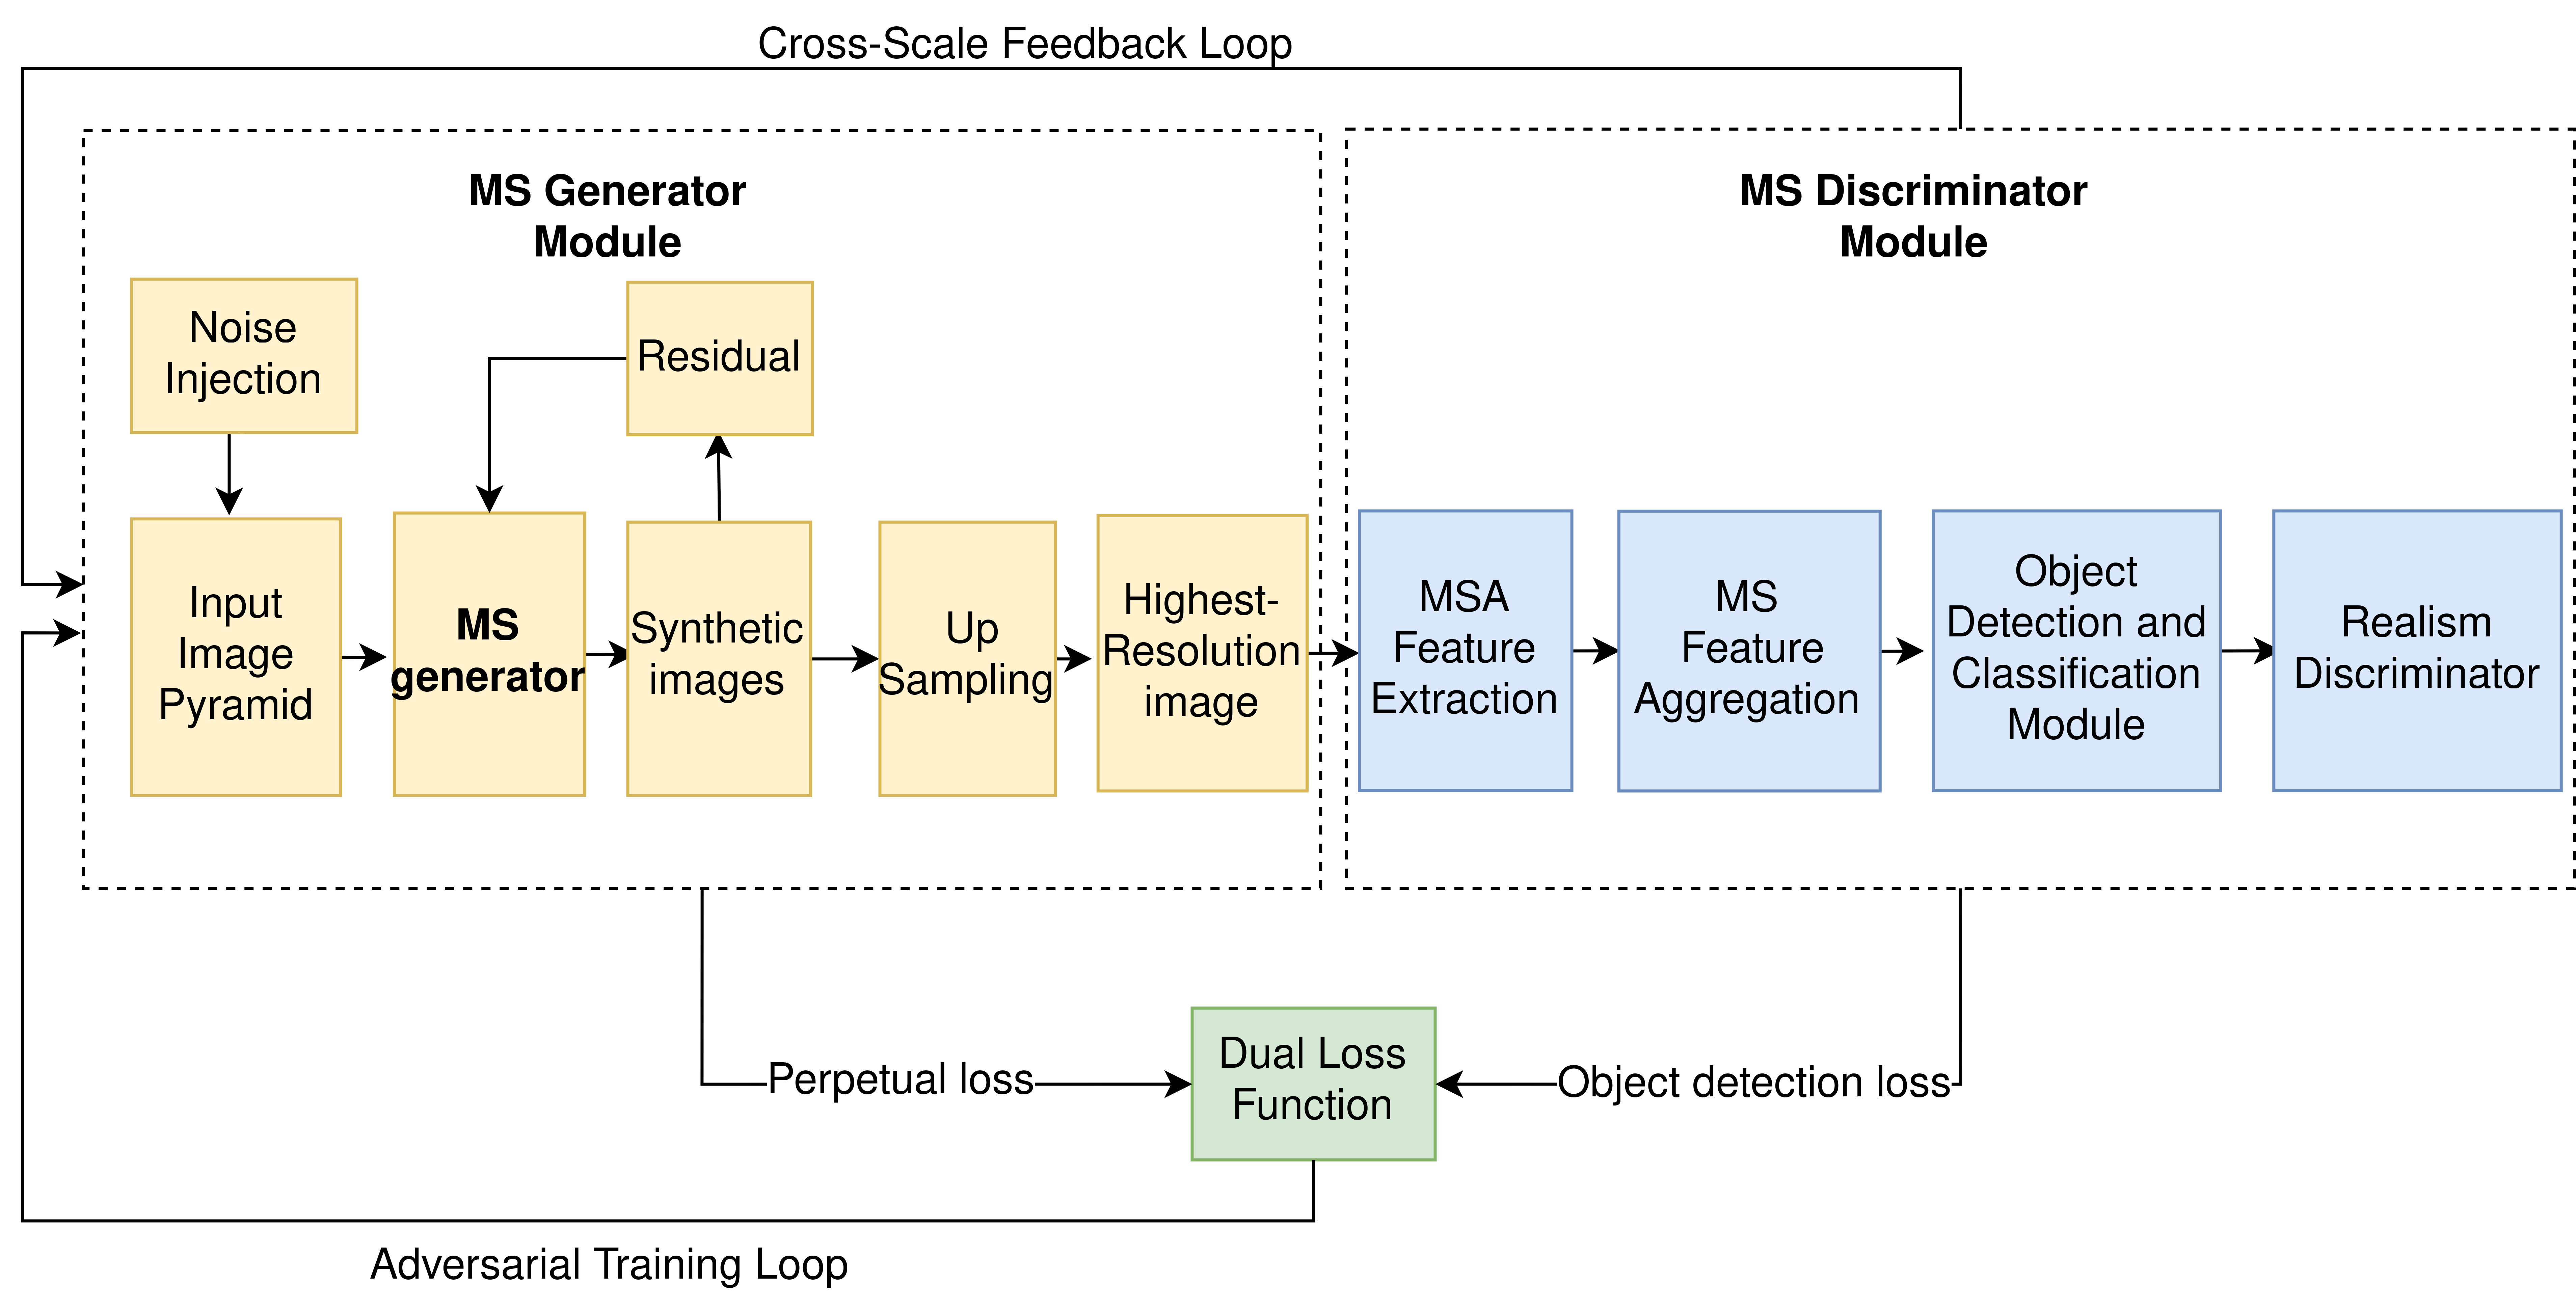 Cross-Scale Feedback Loop
MS Generator
Module
MS Discriminator
Module
Noise
Injection
Residual
Input
Image
Pyramid
MS
generator
Synthetic
images
Up
Sampling
Highest-
Resolution
image
MSA
Feature
Extraction
MS
Feature
Aggregation
Object
Detection and
Classification
Module
Realism
Discriminator
Perpetual loss
Dual Loss
Function
Object detection loss
Adversarial Training Loop